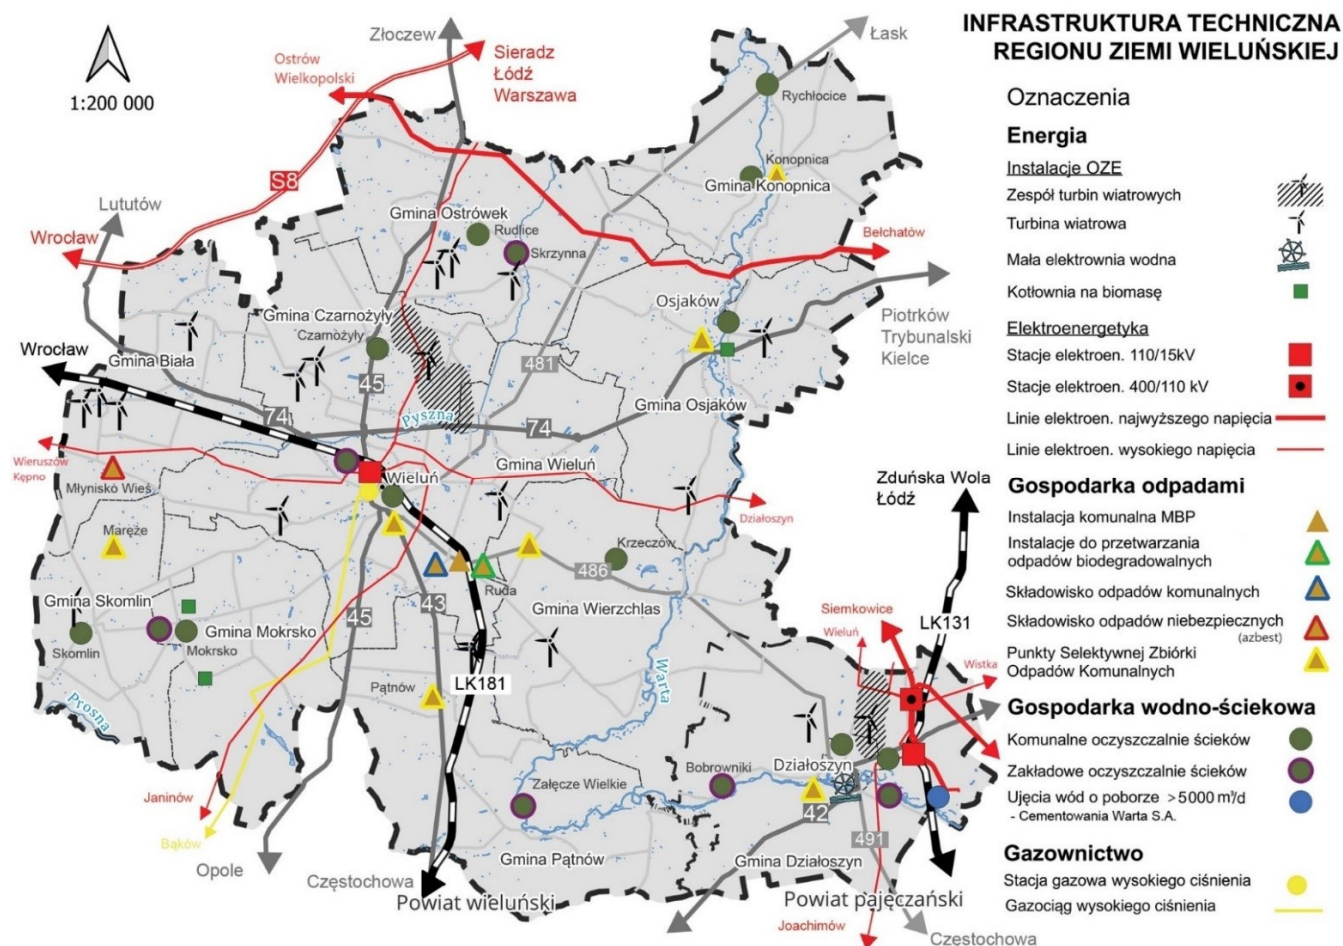 INFRASTRUKTURA TECHNICZNA
REGIONU ZIEMI WIELUŃSKIEJ
1:200 000
Złoczew
Ostrów
Wielkopolski
Sieradz
Łódź
Warszawa
Łask
Rychłocice
S8
Konopnica
Gmina Konopnica
Lututów
Gmina Ostrówek
Rudlice
Skrzynna
Wrocław
Bełchatów
Osjaków
Gmina Czarnożyły
Czarnożyły
Piotrków
Trybunalski
Kielce
Wrocław
Gmina Biała
481
45
Gmina Osjaków
74
Pyszna
74
Wieruszów
Kępno
Młynisko Wieś
Wieluń
Gmina Wieluń
Zduńska Wola
Łódź
Działoszyn
Maręże
Krzeczów
486
Ruda
Gmina Skomlin
45
43
Gmina Wierzchlas
Siemkowice
Wieluń
LK131
Gmina Mokrsko
Mokrsko
Skomlin
Wistka
Pątnów
LK181
Warta
Prosna
Działoszyn
Bobrowniki
Załęcze Wielkie
Janinów
42
Bąków
491
Opole
Gmina Pątnów
Gmina Działoszyn
Częstochowa
Powiat wieluński
Powiat pajęczański
Joachimów
Częstochowa
Oznaczenia
Energia
Instalacje OZE
Zespół turbin wiatrowych
Turbina wiatrowa
Mała elektrownia wodna
Kotłownia na biomasę
Elektroenergetyka
Stacje elektroen. 110/15kV
Stacje elektroen. 400/110 kV
Linie elektroen. najwyższego napięcia
Linie elektroen. wysokiego napięcia
Gospodarka odpadami
Instalacja komunalna MBP
Instalacje do przetwarzania
odpadów biodegradowalnych
Składowisko odpadów komunalnych
Składowisko odpadów niebezpiecznych
(azbest)
Punkty Selektywnej Zbiórki
Odpadów Komunalnych
Gospodarka wodno-ściekowa
Komunalne oczyszczalnie ścieków
Zakładowe oczyszczalnie ścieków
Ujęcia wód o poborze >5000 m³/d
- Cementowania Warta S.A.
Gazownictwo
Stacja gazowa wysokiego ciśnienia
Gazociąg wysokiego ciśnienia